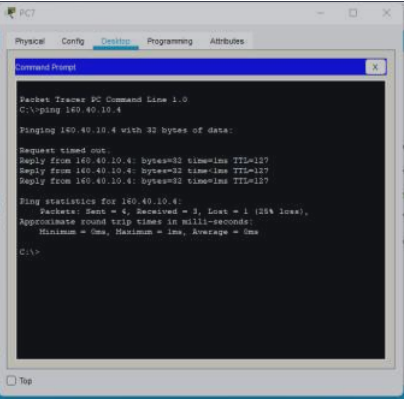 PC7
Physical Config Desktop Programming Attributes
Command Prompt X
Packet Tracer PC Command Line 1.0
C:\>ping 160.40.10.4
Pinging 160.40.10.4 with 32 bytes of data:
Request timed out.
Reply from 160.40.10.4: bytes=32 time=1ms TTL=127
Reply from 160.40.10.4: bytes=32 time<1ms TTL=127
Reply from 160.40.10.4: bytes=32 time=1ms TTL=127
Ping statistics for 160.40.10.4:
Packets: Sent = 4, Received = 3, Lost = 1 (25% loss),
Approximate round trip times in milli-seconds:
Minimum = 0ms, Maximum = 1ms, Average = 0ms
C:\>
Top